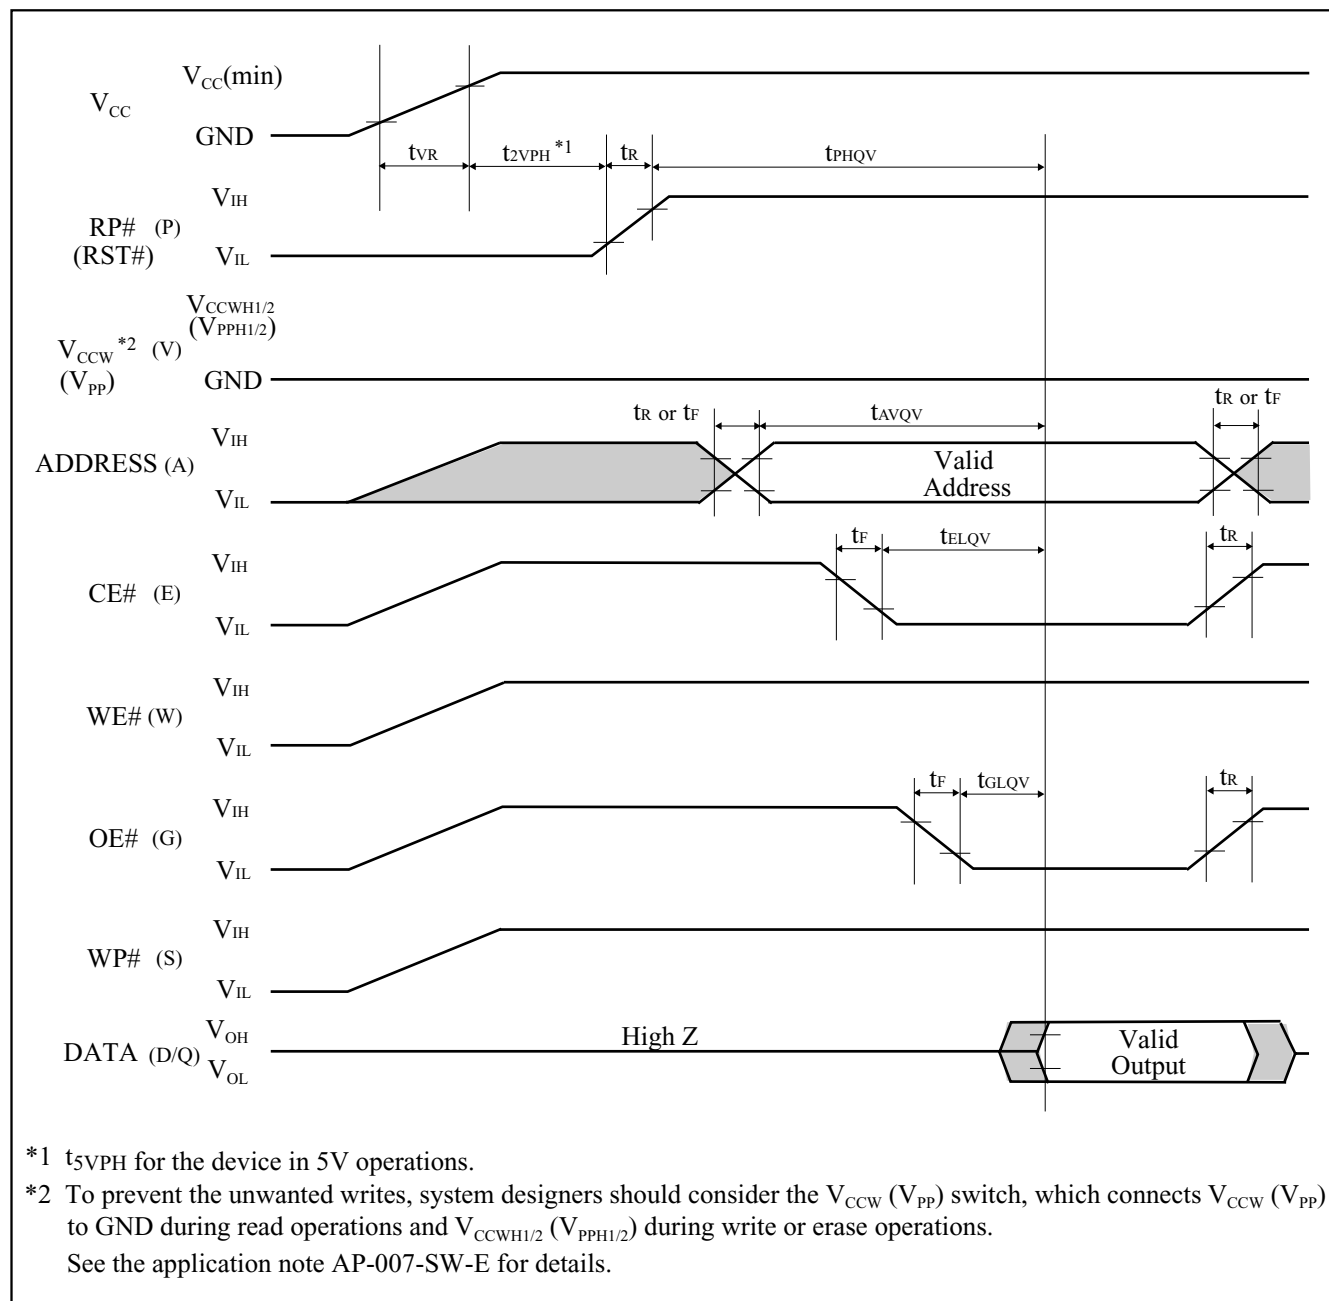 VCC(min)
VCC
GND
tVR t2VPH *1 tR tPHQV
VIH
RP# (P)
(RST#)
VIL
VCCWH1/2
(VPPH1/2)
VCCW *2 (V)
(VPP)
GND
tR or tF tAVQV tR or tF
VIH
ADDRESS (A)
Valid
Address
VIL
tF tELQV tR
VIH
CE# (E)
VIL
VIH
WE# (W)
VIL
tF tGLQV tR
VIH
OE# (G)
VIL
VIH
WP# (S)
VIL
VOH
High Z
DATA (D/Q)
Valid
Output
VOL
*1 t5VPH for the device in 5V operations.
*2 To prevent the unwanted writes, system designers should consider the VCCW (VPP) switch, which connects VCCW (VPP)
to GND during read operations and VCCWH1/2 (VPPH1/2) during write or erase operations.
See the application note AP-007-SW-E for details.